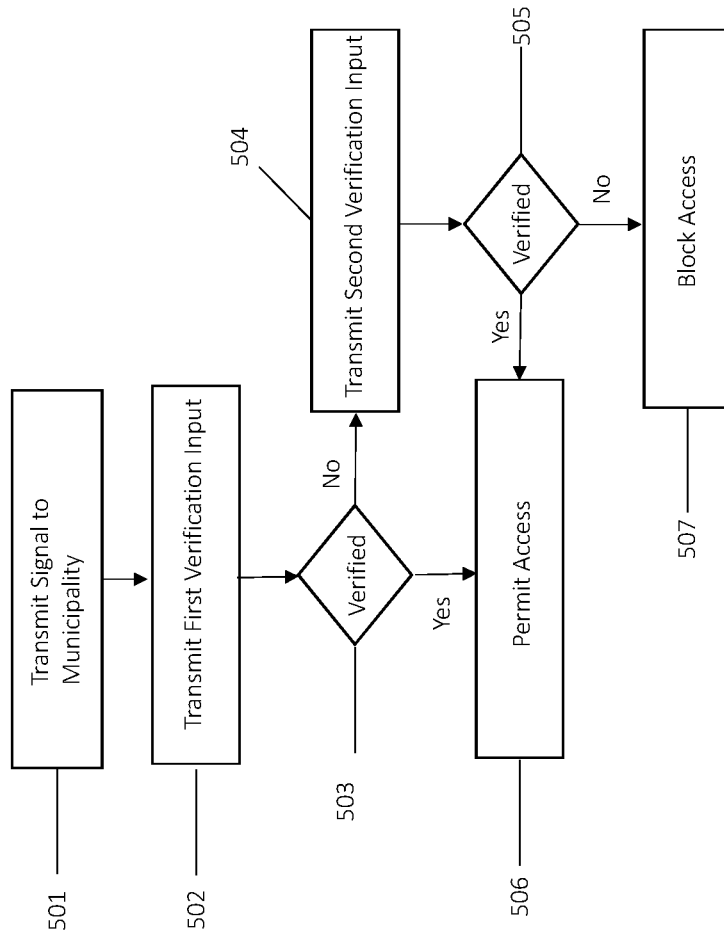 501
Transmit Signal to
Municipality
502
Transmit First Verification Input
503
Verified
No
Yes
504
Transmit Second Verification Input
505
Verified
Yes
No
506
Permit Access
507
Block Access